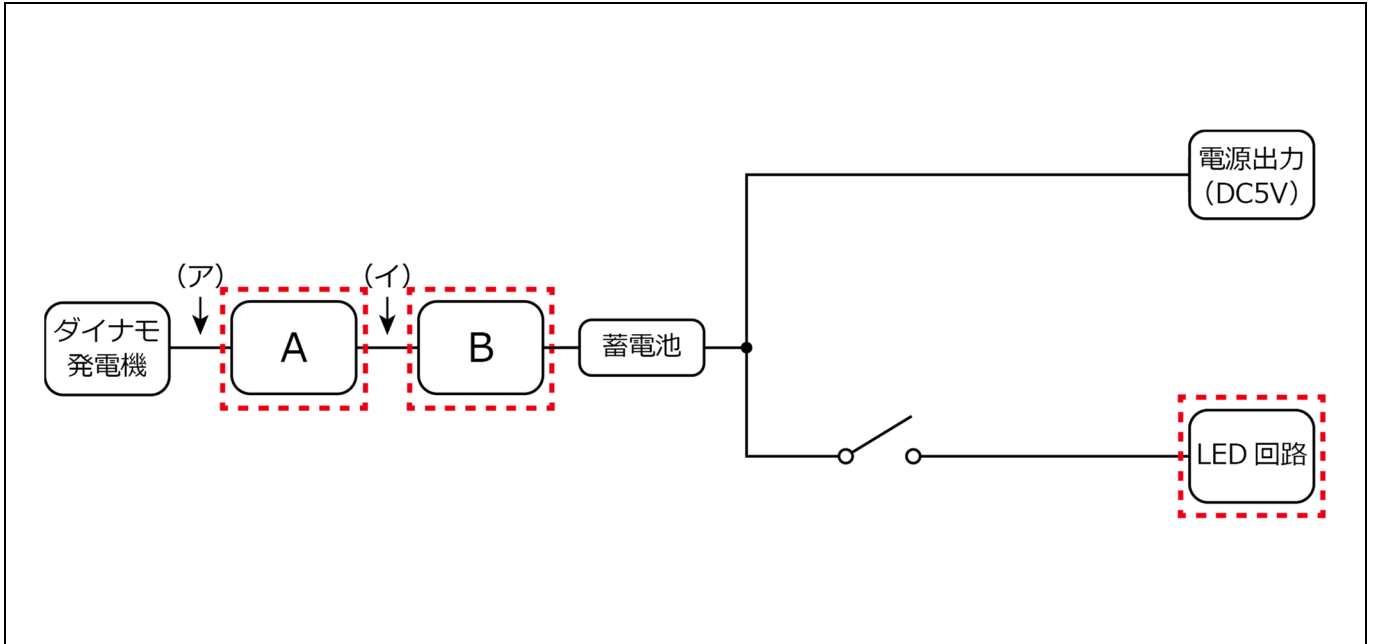 電源出力
（DC5V）
（ア）
（イ）
ダイナモ
発電機
A
B
蓄電池
LED 回路